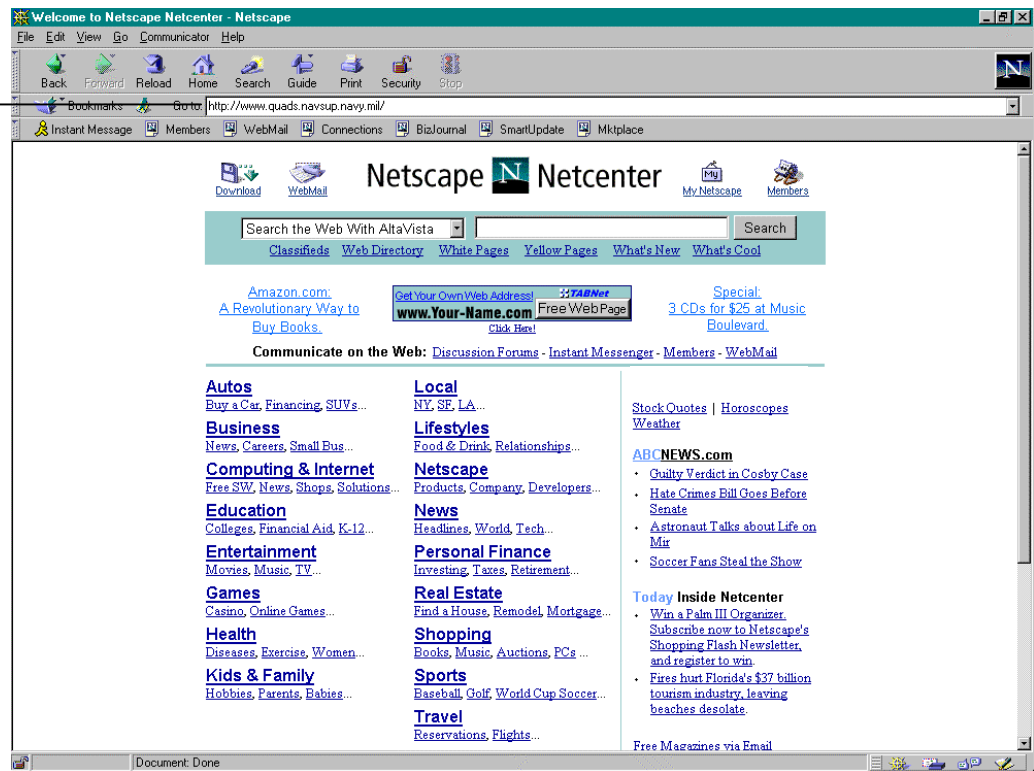 Welcome to Netscape Netcenter - Netscape
File Edit View Go Communicator Help
Back Forward Reload Home Search Guide Print Security Stop
N
Bookmarks Go to: http://www.quads.navsup.navy.mil/
Instant Message Members WebMail Connections BizJournal SmartUpdate Mktplace
Download WebMail Netscape N Netcenter My My Netscape Members
Search the Web With AltaVista Search
Classifieds Web Directory White Pages Yellow Pages What's New What's Cool
Amazon.com:
A Revolutionary Way to
Buy Books.
Get Your Own Web Address! TABNet
www.Your-Name.com Free Web Page
Click Here!
Special:
3 CDs for $25 at Music
Boulevard.
Communicate on the Web: Discussion Forums - Instant Messenger - Members - WebMail
Autos
Buy a Car, Financing, SUVs...
Business
News, Careers, Small Bus...
Computing & Internet
Free SW, News, Shops, Solutions...
Education
Colleges, Financial Aid, K-12...
Entertainment
Movies, Music, TV...
Games
Casino, Online Games...
Health
Diseases, Exercise, Women...
Kids & Family
Hobbies, Parents, Babies...
Local
NY, SF, LA...
Lifestyles
Food & Drink, Relationships...
Netscape
Products, Company, Developers...
News
Headlines, World, Tech...
Personal Finance
Investing, Taxes, Retirement...
Real Estate
Find a House, Remodel, Mortgage...
Shopping
Books, Music, Auctions, PCs ...
Sports
Baseball, Golf, World Cup Soccer...
Travel
Reservations, Flights...
Stock Quotes | Horoscopes
Weather
ABCNEWS.com
· Guilty Verdict in Cosby Case
· Hate Crimes Bill Goes Before
Senate
· Astronaut Talks about Life on
Mir
· Soccer Fans Steal the Show
Today Inside Netcenter
· Win a Palm III Organizer.
Subscribe now to Netscape's
Shopping Flash Newsletter,
and register to win.
· Fires hurt Florida's $37 billion
tourism industry, leaving
beaches desolate.
Free Magazines via Email
Document: Done